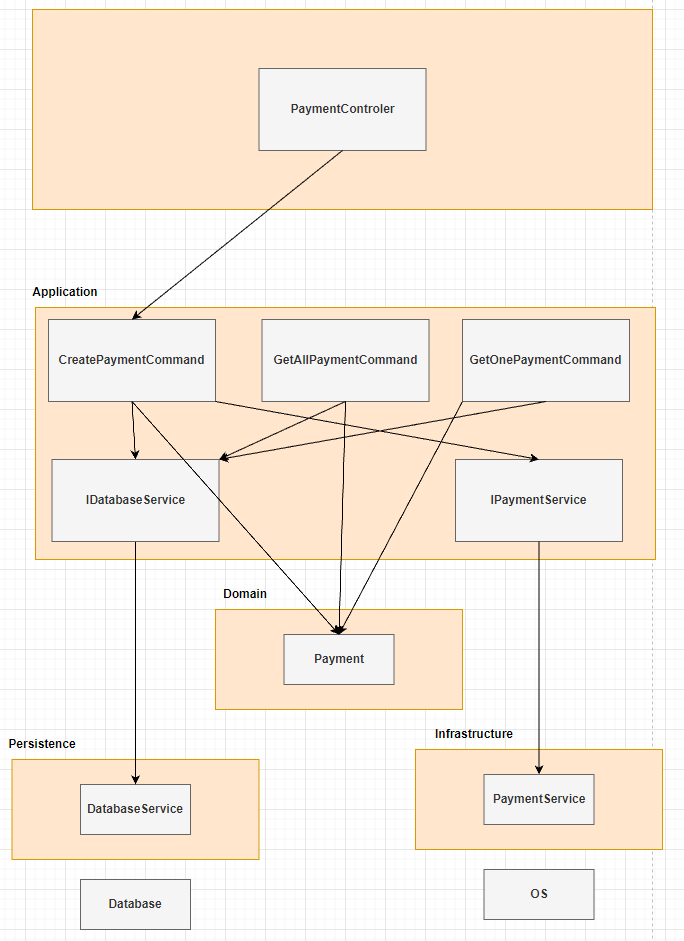 PaymentControler
Application
CreatePaymentCommand
GetAllPaymentCommand
GetOnePaymentCommand
IDatabaseService
IPaymentService
Domain
Payment
Persistence
Infrastructure
DatabaseService
PaymentService
Database
OS